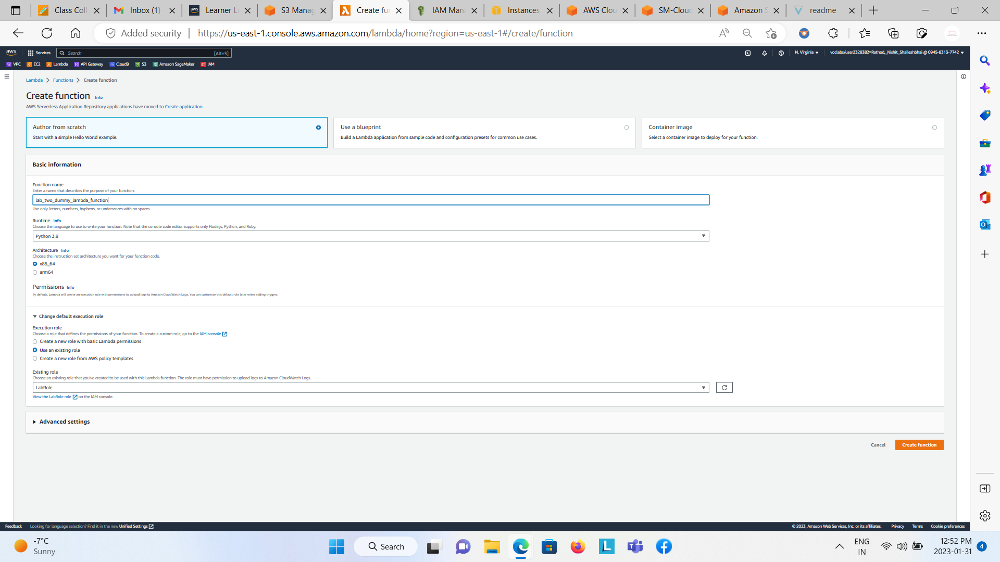 Class Coll
Inbox (1)
Learner La
S3 Manag
Create fun
IAM Mana
Instances
AWS Clou
SM-Cloud
Amazon S
readme
Added security
https://us-east-1.console.aws.amazon.com/lambda/home?region=us-east-1#/create/function
aws
Services
Search
[Alt+S]
N. Virginia
voclabs/user2328382=Rathod,_Nishit_Shaileshbhai @ 0945-8313-7742
VPC
EC2
Lambda
API Gateway
Cloud9
S3
Amazon SageMaker
IAM
Lambda
Functions
Create function
Create function Info
AWS Serverless Application Repository applications have moved to Create application.
Author from scratch
Start with a simple Hello World example.
Use a blueprint
Build a Lambda application from sample code and configuration presets for common use cases.
Container image
Select a container image to deploy for your function.
Basic information
Function name
Enter a name that describes the purpose of your function.
lab_two_dummy_lambda_function
Use only letters, numbers, hyphens, or underscores with no spaces.
Runtime Info
Choose the language to use to write your function. Note that the console code editor supports only Node.js, Python, and Ruby.
Python 3.9
Architecture Info
Choose the instruction set architecture you want for your function code.
x86_64
arm64
Permissions Info
By default, Lambda will create an execution role with permissions to upload logs to Amazon CloudWatch Logs. You can customize this default role later when adding triggers.
Change default execution role
Execution role
Choose a role that defines the permissions of your function. To create a custom role, go to the IAM console.
Create a new role with basic Lambda permissions
Use an existing role
Create a new role from AWS policy templates
Existing role
Choose an existing role that you've created to be used with this Lambda function. The role must have permission to upload logs to Amazon CloudWatch Logs.
LabRole
View the LabRole role on the IAM console.
Advanced settings
Cancel
Create function
Feedback
Looking for language selection? Find it in the new Unified Settings
© 2023, Amazon Web Services, Inc. or its affiliates.
Privacy
Terms
Cookie preferences
-7°C
Sunny
Search
ENG
IN
12:52 PM
2023-01-31
4